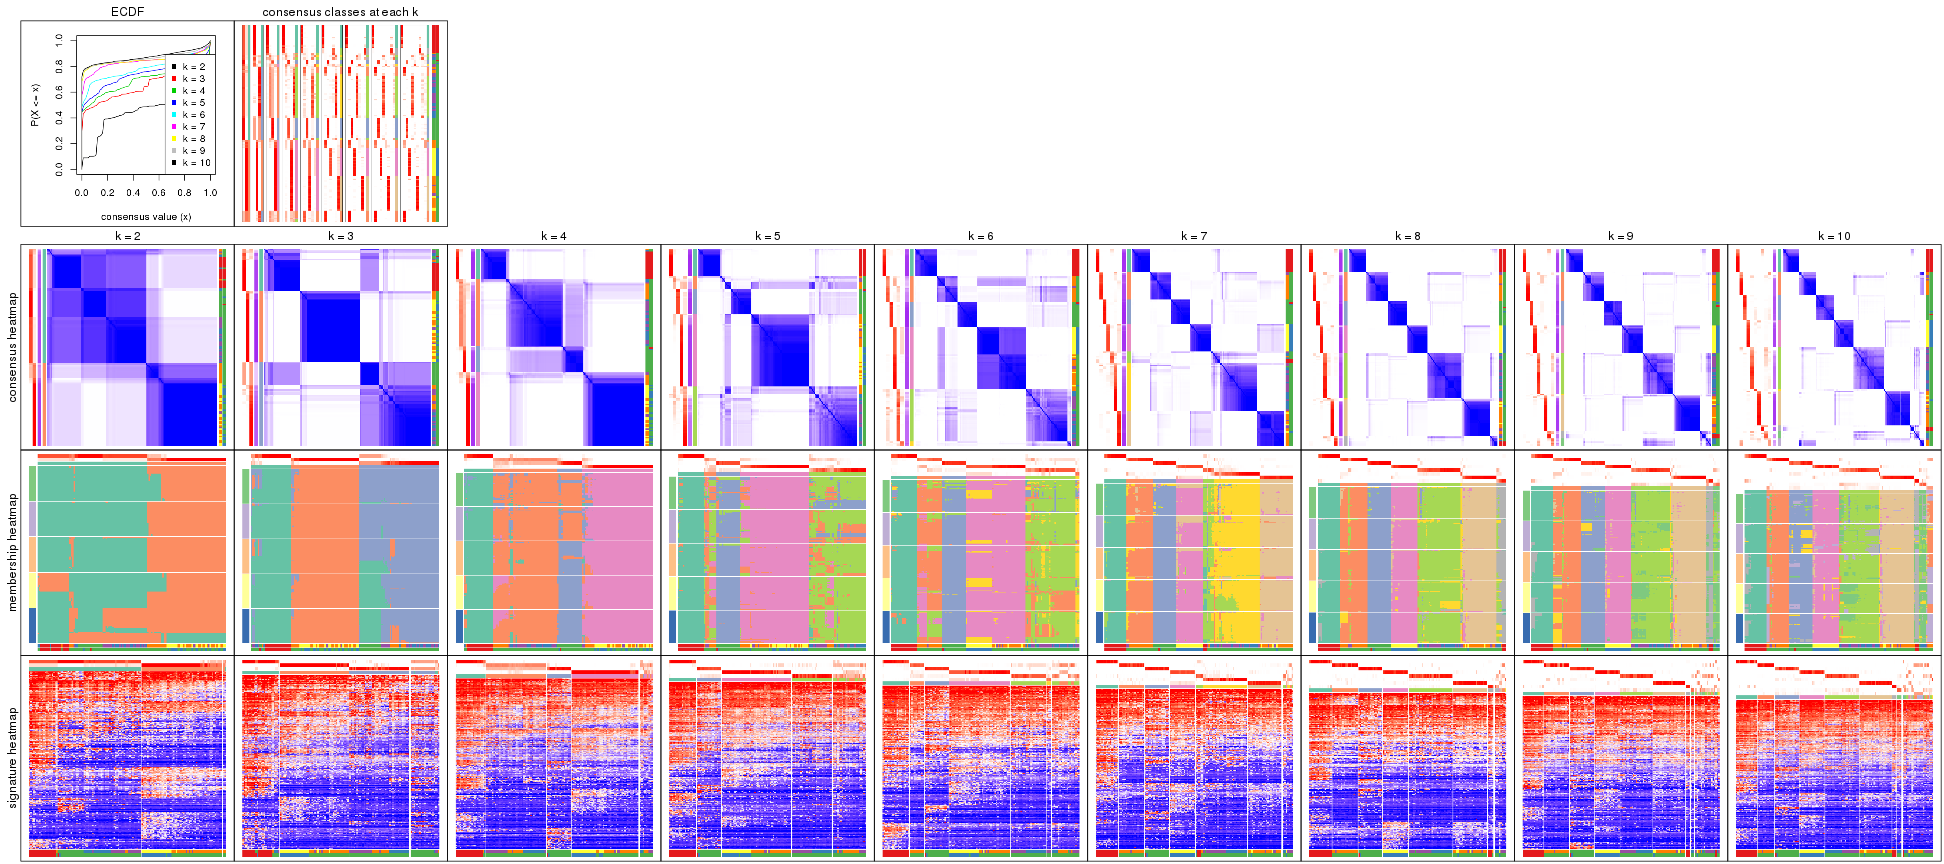 ECDF
consensus classes at each k
P(X <= x)
0.0
0.2
0.4
0.6
0.8
1.0
k = 2
k = 3
k = 4
k = 5
k = 6
k = 7
k = 8
k = 9
k = 10
0.0 0.2 0.4 0.6 0.8 1.0
consensus value (x)
k = 2
k = 3
k = 4
k = 5
k = 6
k = 7
k = 8
k = 9
k = 10
consensus heatmap
membership heatmap
signature heatmap